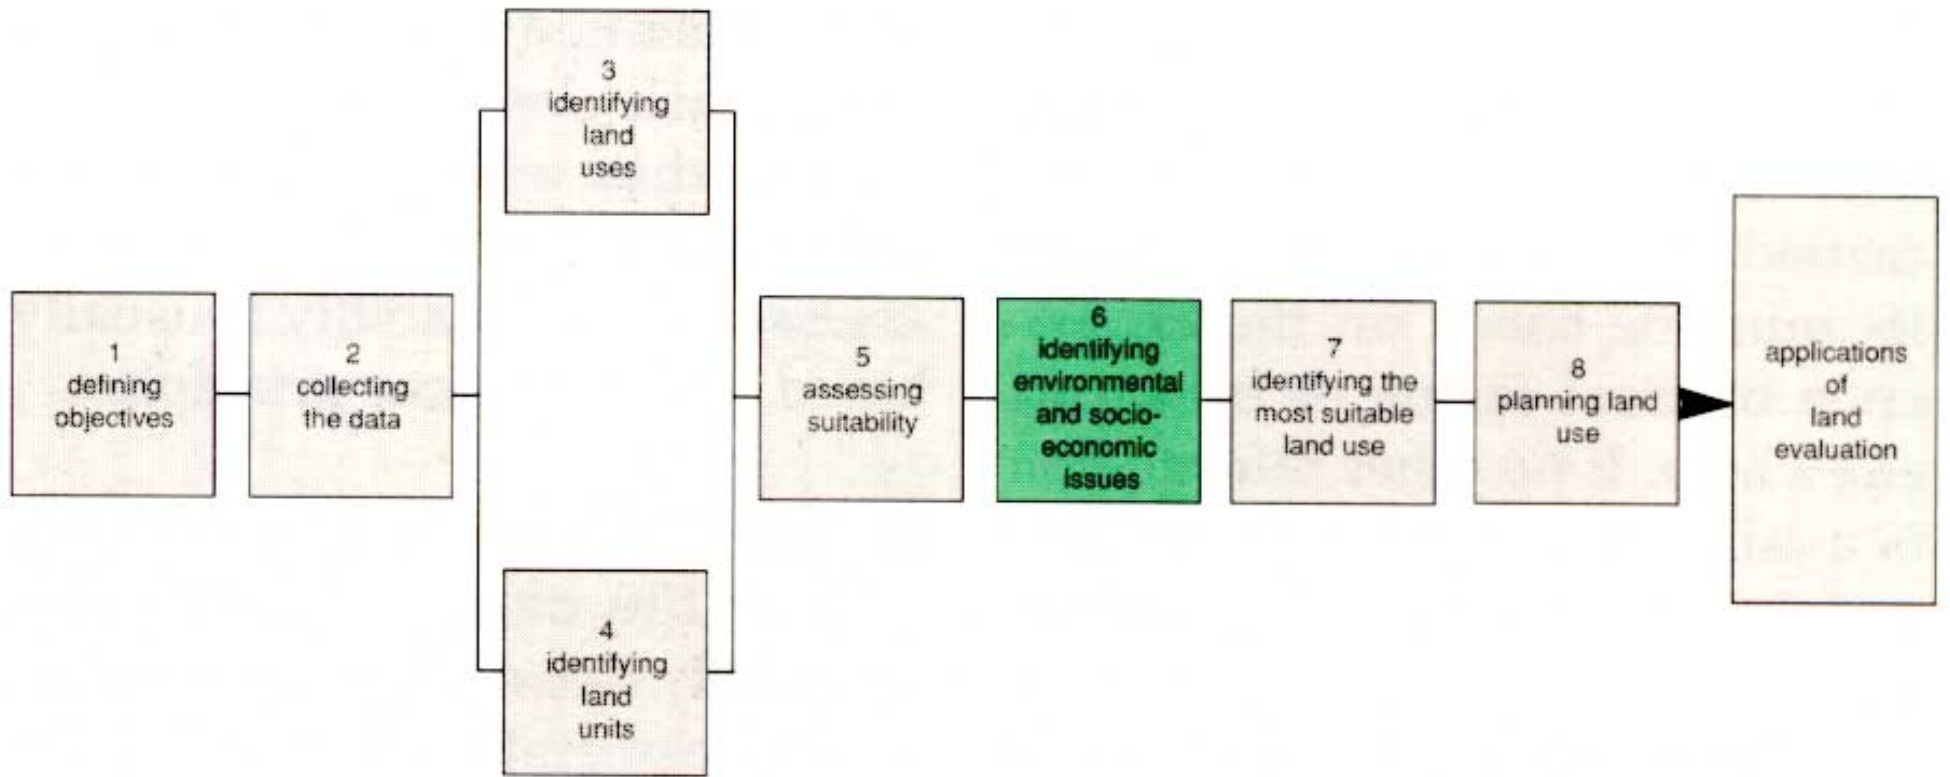 3
identifying
land
uses
1
defining
objectives
2
collecting
the data
4
identifying
land
units
5
assessing
suitability
6
identifying
environmental
and socio-
economic
issues
7
identifying the
most suitable
land use
8
planning land
use
applications
of
land
evaluation